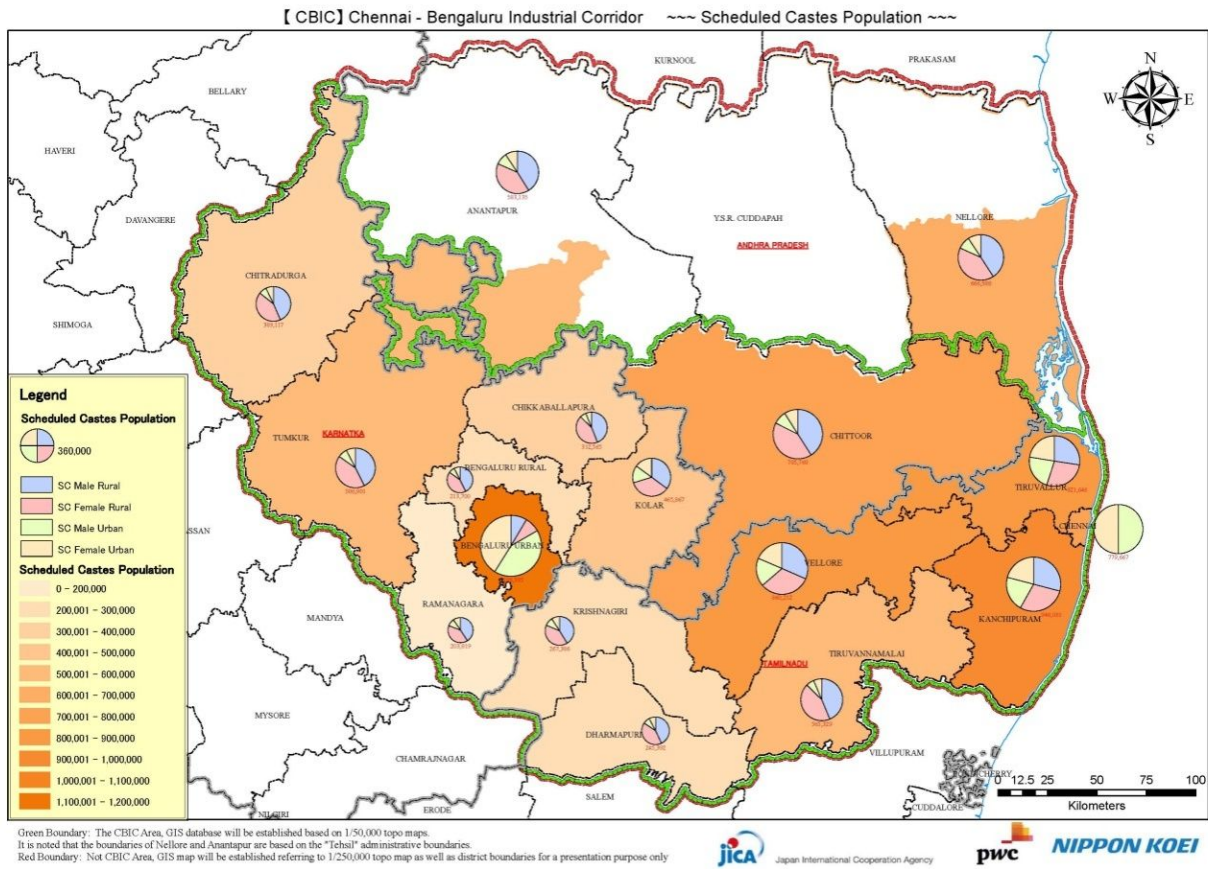 【 CBIC】 Chennai - Bengaluru Industrial Corridor ~~~ Scheduled Castes Population ~~~
KURNOOL
PRAKASAM
BELLARY
N
W E
S
HAVERI
DAVANGERE
ANANTAPUR
Y.S.R. CUDDAPAH
NELLORE
ANDHRA PRADESH
CHITRADURGA
SHIMOGA
Legend
Scheduled Castes Population
360,000
SC Male Rural
SC Female Rural
SC Male Urban
SC Female Urban
Scheduled Castes Population
0 - 200,000
200,001 - 300,000
300,001 - 400,000
400,001 - 500,000
500,001 - 600,000
600,001 - 700,000
700,001 - 800,000
800,001 - 900,000
900,001 - 1,000,000
1,000,001 - 1,100,000
1,100,001 - 1,200,000
CHIKKABALLAPURA
TUMKUR
KARNATKA
CHITTOOR
BENGALURU RURAL
KOLAR
TIRUVALLUR
CHENNAI
ASSAN
BENGALURU URBAN
VELLORE
RAMANAGARA
KRISHNAGIRI
KANCHIPURAM
MANDYA
TIRUVANNAMALAI
TAMILNADU
MYSORE
DHARMAPURI
CHAMRAJNAGAR
VILLUPURAM
SALEM
ERODE
NILGIRI
CUDDALORE
0 12.5 25 50 75 100
Kilometers
Green Boundary: The CBIC Area, GIS database will be established based on 1/50,000 topo maps.
It is noted that the boundaries of Nellore and Anantapur are based on the "Tehsil" administrative boundaries.
Red Boundary: Not CBIC Area, GIS map will be established referring to 1/250,000 topo map as well as district boundaries for a presentation purpose only
jICA Japan International Cooperation Agency
pwc
NIPPON KOEI